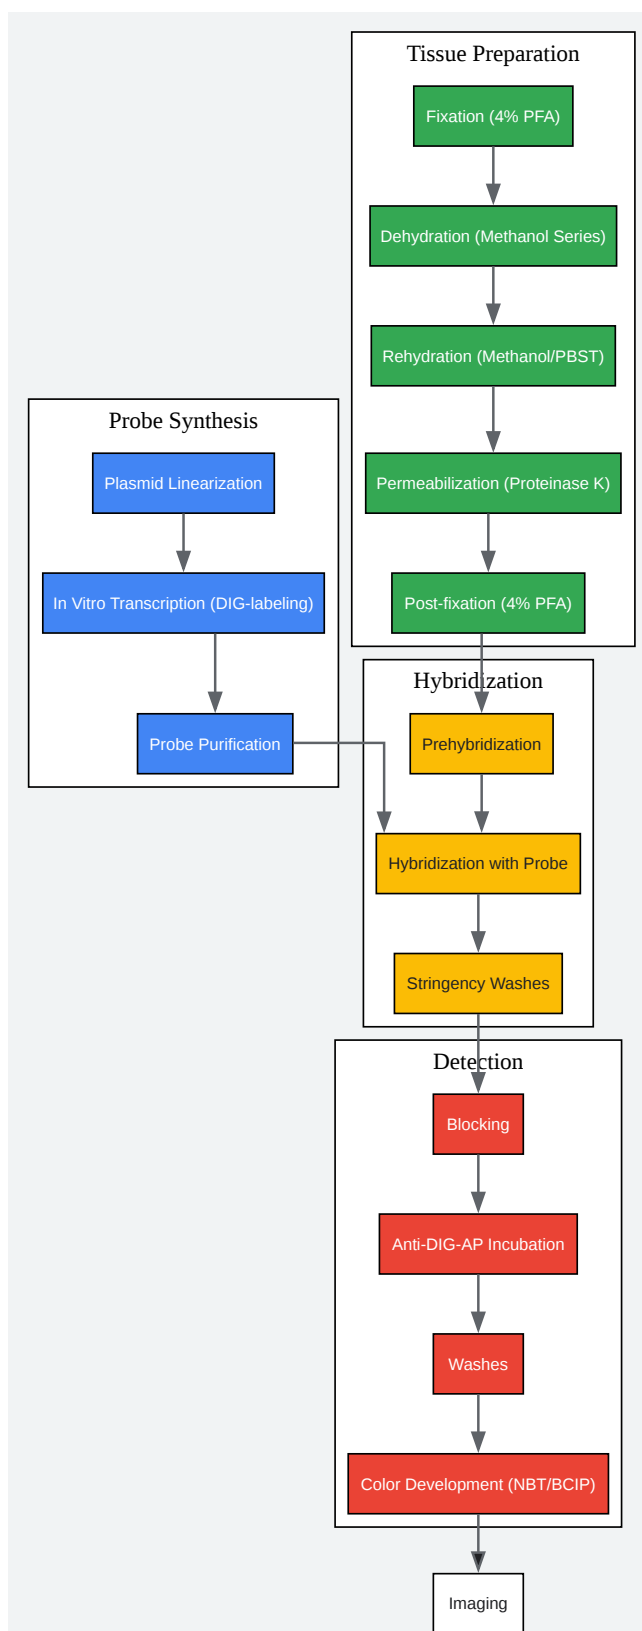 Tissue Preparation
Fixation (4% PFA)
Dehydration (Methanol Series)
Rehydration (Methanol/PBST)
Permeabilization (Proteinase K)
Post-fixation (4% PFA)
Probe Synthesis
Plasmid Linearization
In Vitro Transcription (DIG-labeling)
Probe Purification
Hybridization
Prehybridization
Hybridization with Probe
Stringency Washes
Detection
Blocking
Anti-DIG-AP Incubation
Washes
Color Development (NBT/BCIP)
Imaging